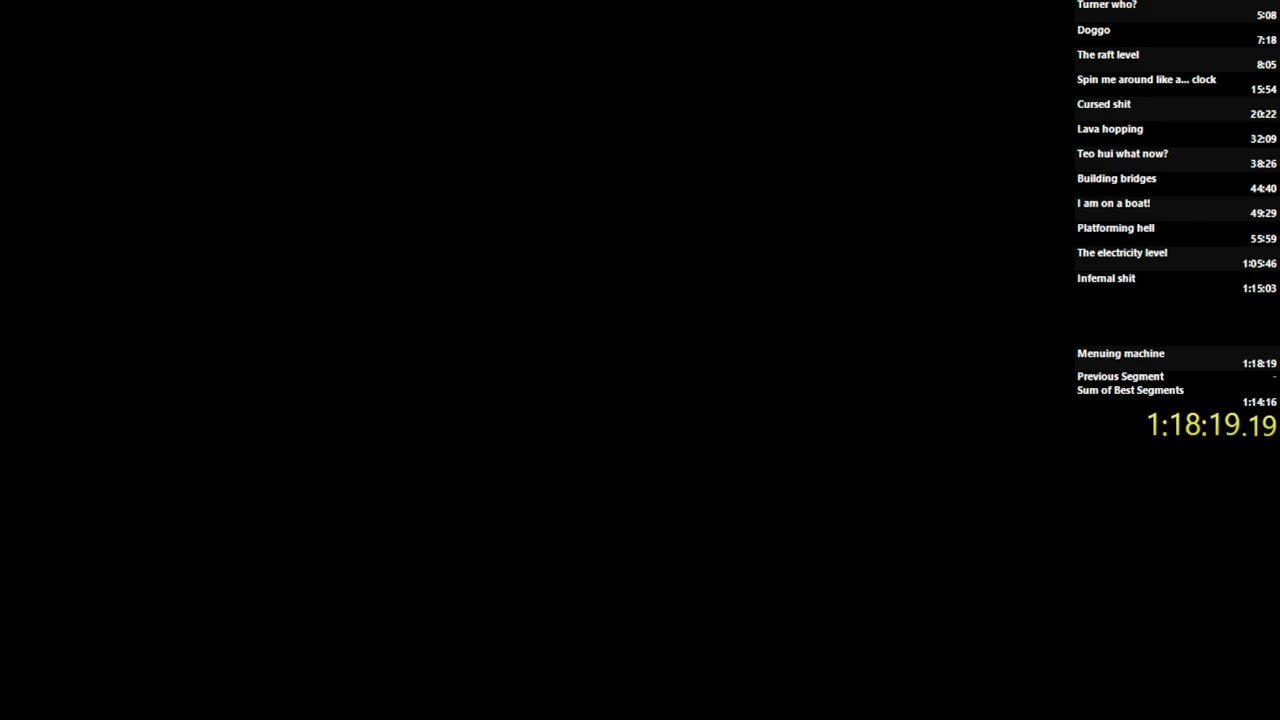 Turner who?
5:08
Doggo
7:18
The raft level
8:05
Spin me around like a... clock
15:54
Cursed shit
20:22
Lava hopping
32:09
Teo hui what now?
38:26
Building bridges
44:40
I am on a boat!
49:29
Platforming hell
55:59
The electricity level
1:05:46
Infernal shit
1:15:03
Menuing machine
1:18:19
Previous Segment
-
Sum of Best Segments
1:14:16
1:18:19.19